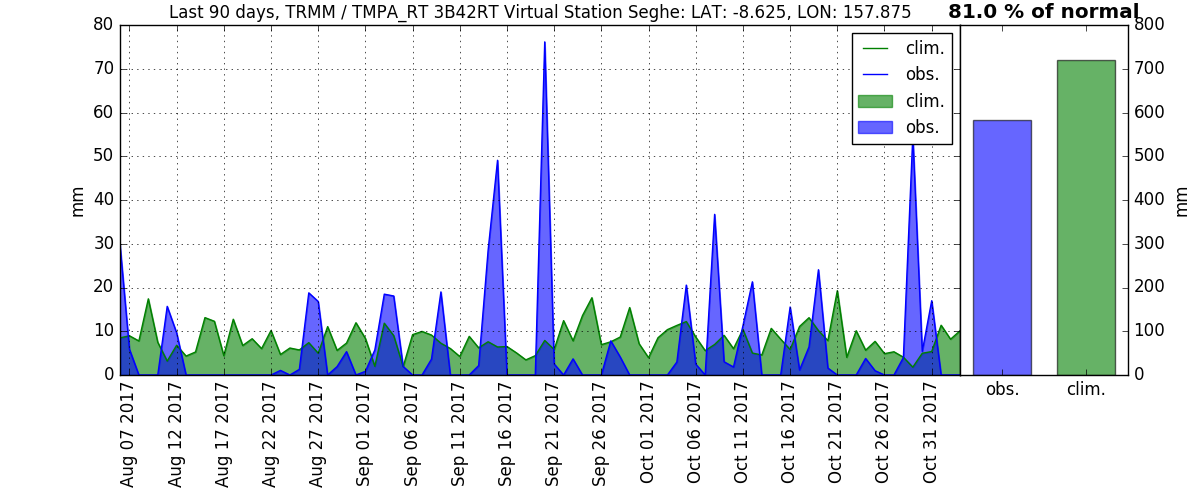 Last 90 days, TRMM / TMPA_RT 3B42RT Virtual Station Seghe: LAT: -8.625, LON: 157.875
81.0 % of normal
mm
80
70
60
50
40
30
20
10
0
clim.
obs.
clim.
obs.
Aug 07 2017
Aug 12 2017
Aug 17 2017
Aug 22 2017
Aug 27 2017
Sep 01 2017
Sep 06 2017
Sep 11 2017
Sep 16 2017
Sep 21 2017
Sep 26 2017
Oct 01 2017
Oct 06 2017
Oct 11 2017
Oct 16 2017
Oct 21 2017
Oct 26 2017
Oct 31 2017
obs.
clim.
800
700
600
500
400
300
200
100
0
mm